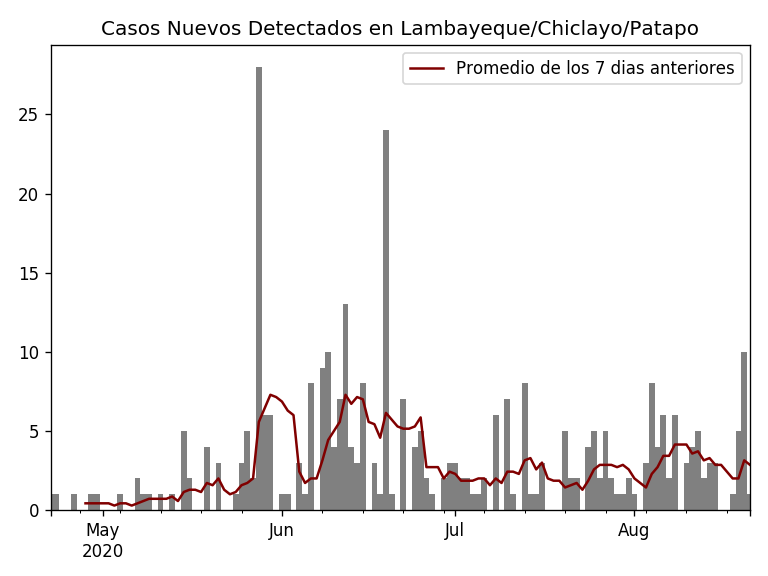 Casos Nuevos Detectados en Lambayeque/Chiclayo/Patapo
Promedio de los 7 dias anteriores
25
20
15
10
5
0
May Jun Jul Aug
2020